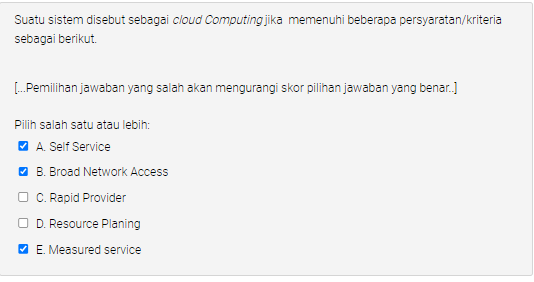 Suatu sistem disebut sebagai cloud Computing jika memenuhi beberapa persyaratan/kriteria
sebagai berikut.
[...Pemilihan jawaban yang salah akan mengurangi skor pilihan jawaban yang benar..]
Pilih salah satu atau lebih:
A. Self Service
B. Broad Network Access
C. Rapid Provider
D. Resource Planing
E. Measured service